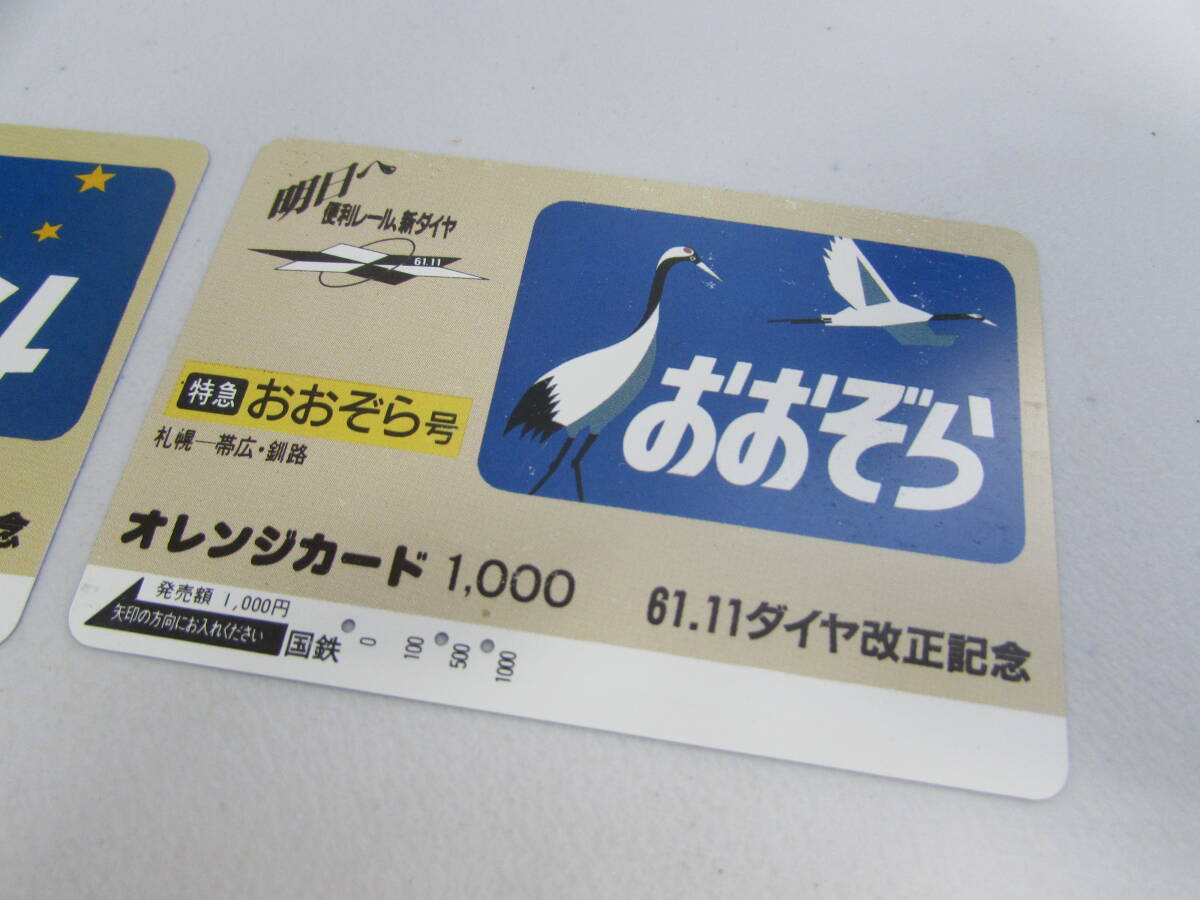 明日へ
便利レール、新ダイヤ
61.11
おおぞら
特急 おおぞら号
札幌―帯広・釧路
オレンジカード 1,000
61.11ダイヤ改正記念
発売額 1,000円
矢印の方向にお入れください
国鉄
0 100 500 1000
念